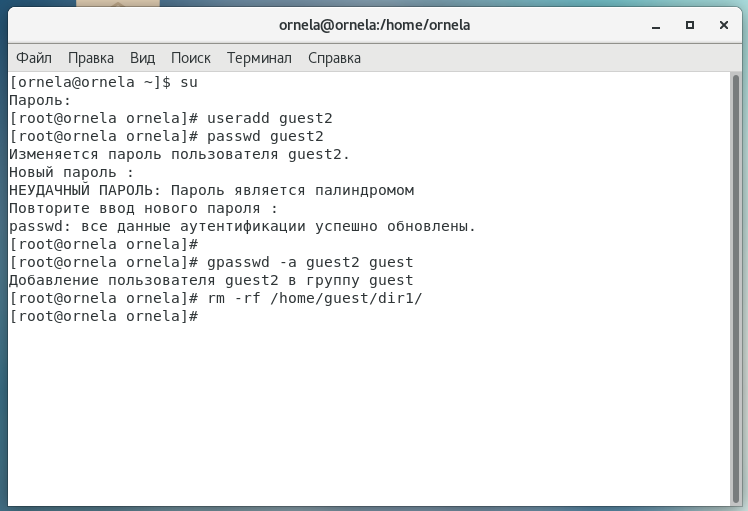 ornela@ornela:/home/ornela
Файл Правка Вид Поиск Терминал Справка
[ornela@ornela ~]$ su
Пароль:
[root@ornela ornela]# useradd guest2
[root@ornela ornela]# passwd guest2
Изменяется пароль пользователя guest2.
Новый пароль :
НЕУДАЧНЫЙ ПАРОЛЬ: Пароль является палиндромом
Повторите ввод нового пароля :
passwd: все данные аутентификации успешно обновлены.
[root@ornela ornela]#
[root@ornela ornela]# gpasswd -a guest2 guest
Добавление пользователя guest2 в группу guest
[root@ornela ornela]# rm -rf /home/guest/dir1/
[root@ornela ornela]#